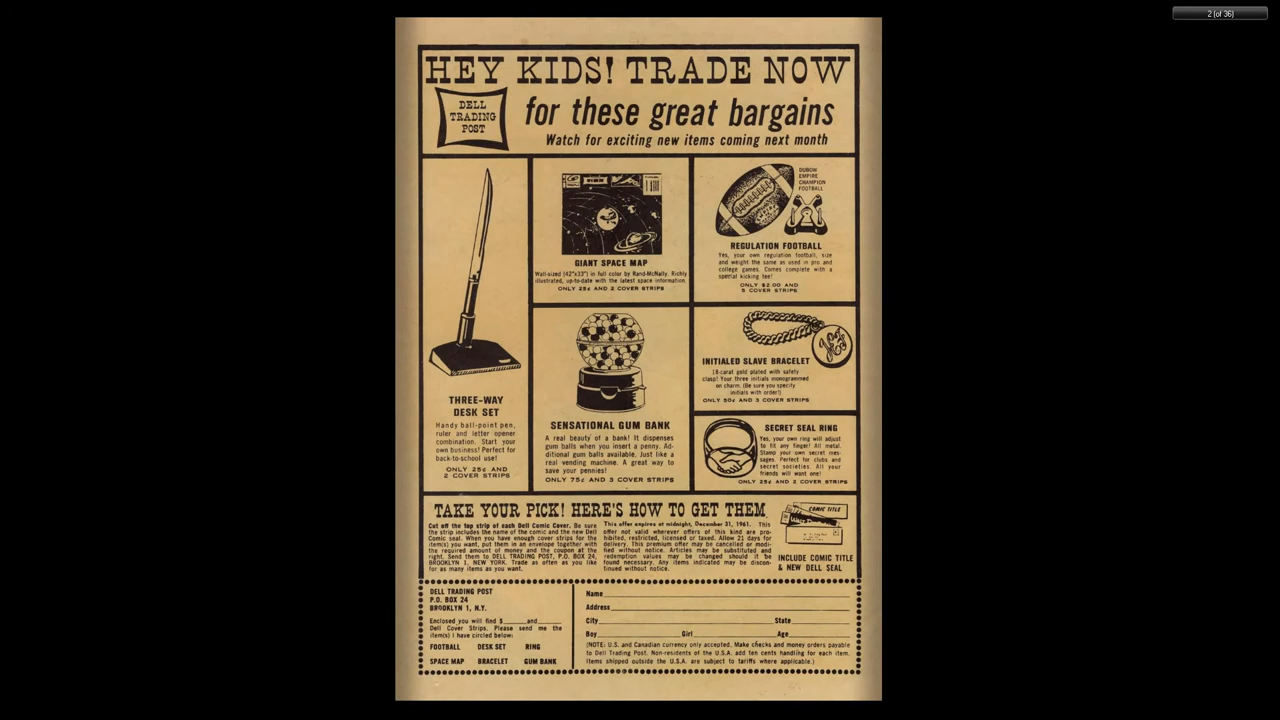 2 (of 36)
HEY KIDS! TRADE NOW
DELL
TRADING
POST
for these great bargains
Watch for exciting new items coming next month
THREE-WAY
DESK SET
Handy ball-point pen,
ruler and letter opener
combination. Start your
own business! Perfect for
back-to-school use!
ONLY 25¢ AND
2 COVER STRIPS
GIANT SPACE MAP
Wall-sized (42"x33") in full color by Rand-McNally. Richly
illustrated, up-to-date with the latest space information.
ONLY 25¢ AND 2 COVER STRIPS
SENSATIONAL GUM BANK
A real beauty of a bank! It dispenses
gum balls when you insert a penny. Ad-
ditional gum balls available. Just like a
real vending machine. A great way to
save your pennies!
ONLY 75¢ AND 3 COVER STRIPS
DUBOW
EMPIRE
CHAMPION
FOOTBALL
REGULATION FOOTBALL
Yes, your own regulation football, size
and weight the same as used in pro and
college games. Comes complete with a
special kicking tee!
ONLY $2.00 AND
5 COVER STRIPS
INITIALED SLAVE BRACELET
18-carat gold plated with safety
clasp! Your three initials monogrammed
on charm. (Be sure you specify
initials with order!)
ONLY 50¢ AND 3 COVER STRIPS
SECRET SEAL RING
Yes, your own ring will adjust
to fit any finger! All metal.
Stamp your own secret mes-
sages. Perfect for clubs and
secret societies. All your
friends will want one!
ONLY 25¢ AND 2 COVER STRIPS
TAKE YOUR PICK! HERE'S HOW TO GET THEM
Cut off the top strip of each Dell Comic Cover. Be sure
the strip includes the name of the comic and the new Dell
Comic seal. When you have enough cover strips for the
item(s) you want, put them in an envelope together with
the required amount of money and the coupon at the
right. Send them to DELL TRADING POST, P.O. BOX 24,
BROOKLYN 1, NEW YORK. Trade as often as you like
for as many items as you want.
This offer expires at midnight, December 31, 1961. This
offer not valid wherever offers of this kind are pro-
hibited, restricted, licensed or taxed. Allow 21 days for
delivery. This premium offer may be cancelled or modi-
fied without notice. Articles may be substituted and
redemption values may be changed should it be
found necessary. Any items indicated may be discon-
tinued without notice.
COMIC TITLE
INCLUDE COMIC TITLE
& NEW DELL SEAL
DELL TRADING POST
P.O. BOX 24
BROOKLYN 1, N.Y.
Enclosed you will find $______and______
Dell Cover Strips. Please send me the
item(s) I have circled below:
FOOTBALL DESK SET RING
SPACE MAP BRACELET GUM BANK
Name
Address
City State
Boy Girl Age
(NOTE: U.S. and Canadian currency only accepted. Make checks and money orders payable
to Dell Trading Post. Non-residents of the U.S.A. add ten cents handling for each item.
Items shipped outside the U.S.A. are subject to tariffs where applicable.)